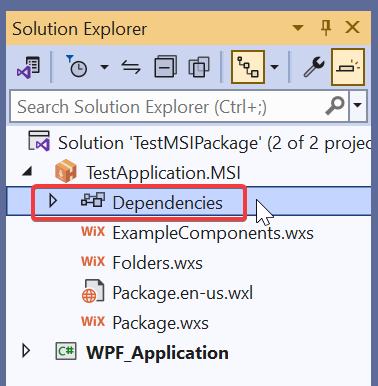 Solution Explorer
Search Solution Explorer (Ctrl+;)
Solution 'TestMSIPackage' (2 of 2 proje
TestApplication.MSI
Dependencies
WiX ExampleComponents.wxs
WiX Folders.wxs
Package.en-us.wxl
WiX Package.wxs
C# WPF_Application